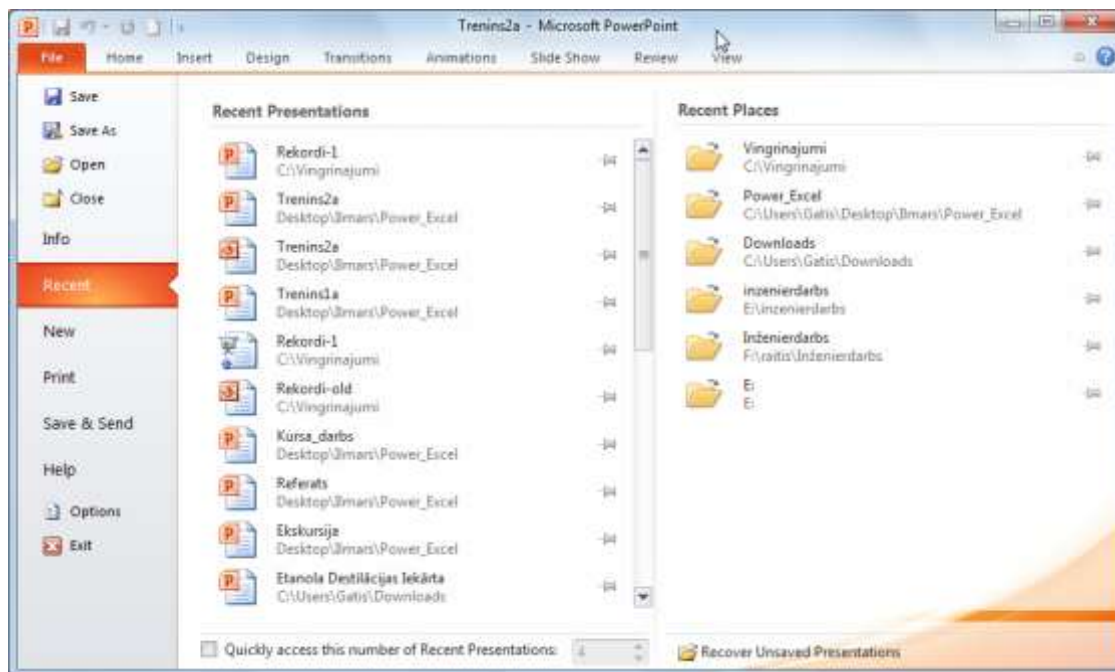 Trenins2a - Microsoft PowerPoint
File Home Insert Design Transitions Animations Slide Show Review View
Save
Save As
Open
Close
Info
Recent
New
Print
Save & Send
Help
Options
Exit
Recent Presentations
Rekordi-1
C:\Vingrinajumi
Trenins2a
Desktop\Ilmars\Power_Excel
Trenins2a
Desktop\Ilmars\Power_Excel
Trenins1a
Desktop\Ilmars\Power_Excel
Rekordi-1
C:\Vingrinajumi
Rekordi-old
C:\Vingrinajumi
Kursa_darbs
Desktop\Ilmars\Power_Excel
Referats
Desktop\Ilmars\Power_Excel
Ekskursija
Desktop\Ilmars\Power_Excel
Etanola Destilācijas Iekārta
C:\Users\Gatis\Downloads
Quickly access this number of Recent Presentations: 4
Recent Places
Vingrinajumi
C:\Vingrinajumi
Power_Excel
C:\Users\Gatis\Desktop\Ilmars\Power_Excel
Downloads
C:\Users\Gatis\Downloads
inzenierdarbs
E:\inzenierdarbs
Inženierdarbs
F:\raitis\Inženierdarbs
E:
E:
Recover Unsaved Presentations